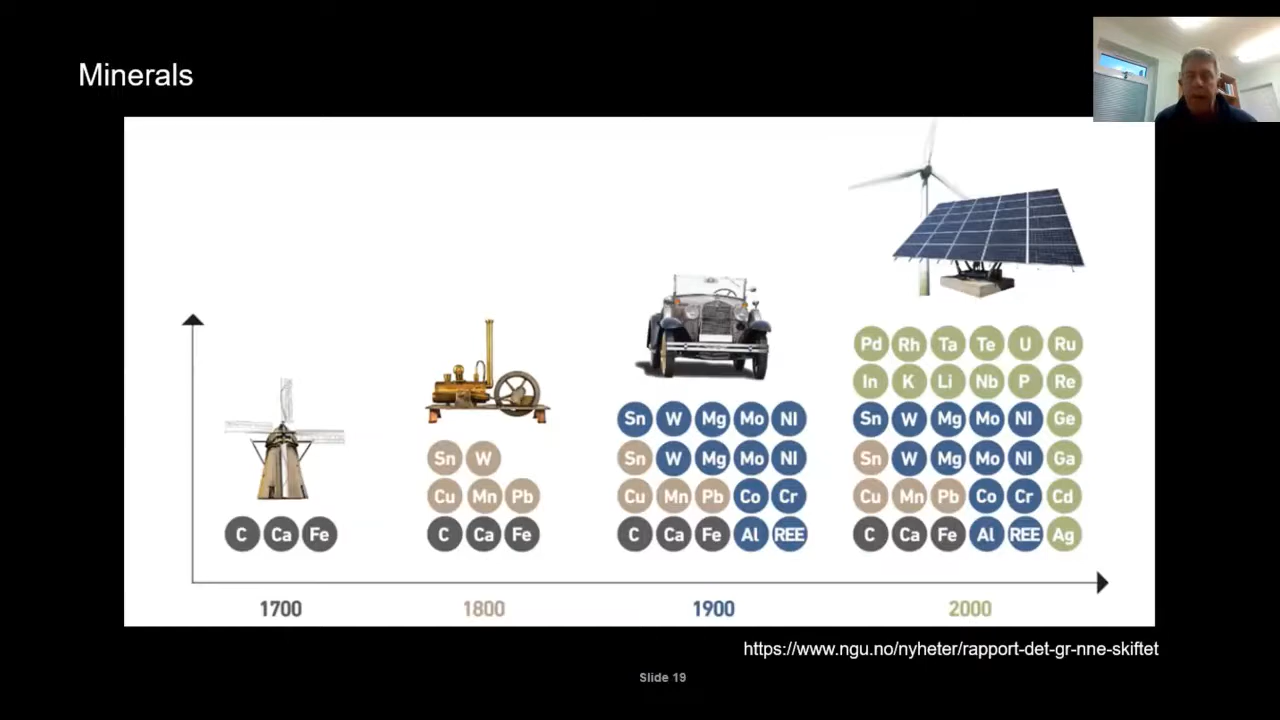 Minerals
Pd Rh Ta Te U Ru
In K Li Nb P Re
Sn W Mg Mo NI
Sn W Mg Mo NI Ge
Sn W
Sn W Mg Mo NI
Sn W Mg Mo NI Ga
Cu Mn Pb
Cu Mn Pb Co Cr
Cu Mn Pb Co Cr Cd
C Ca Fe
C Ca Fe
C Ca Fe Al REE
C Ca Fe Al REE Ag
1700 1800 1900 2000
https://www.ngu.no/nyheter/rapport-det-gr-nne-skiftet
Slide 19